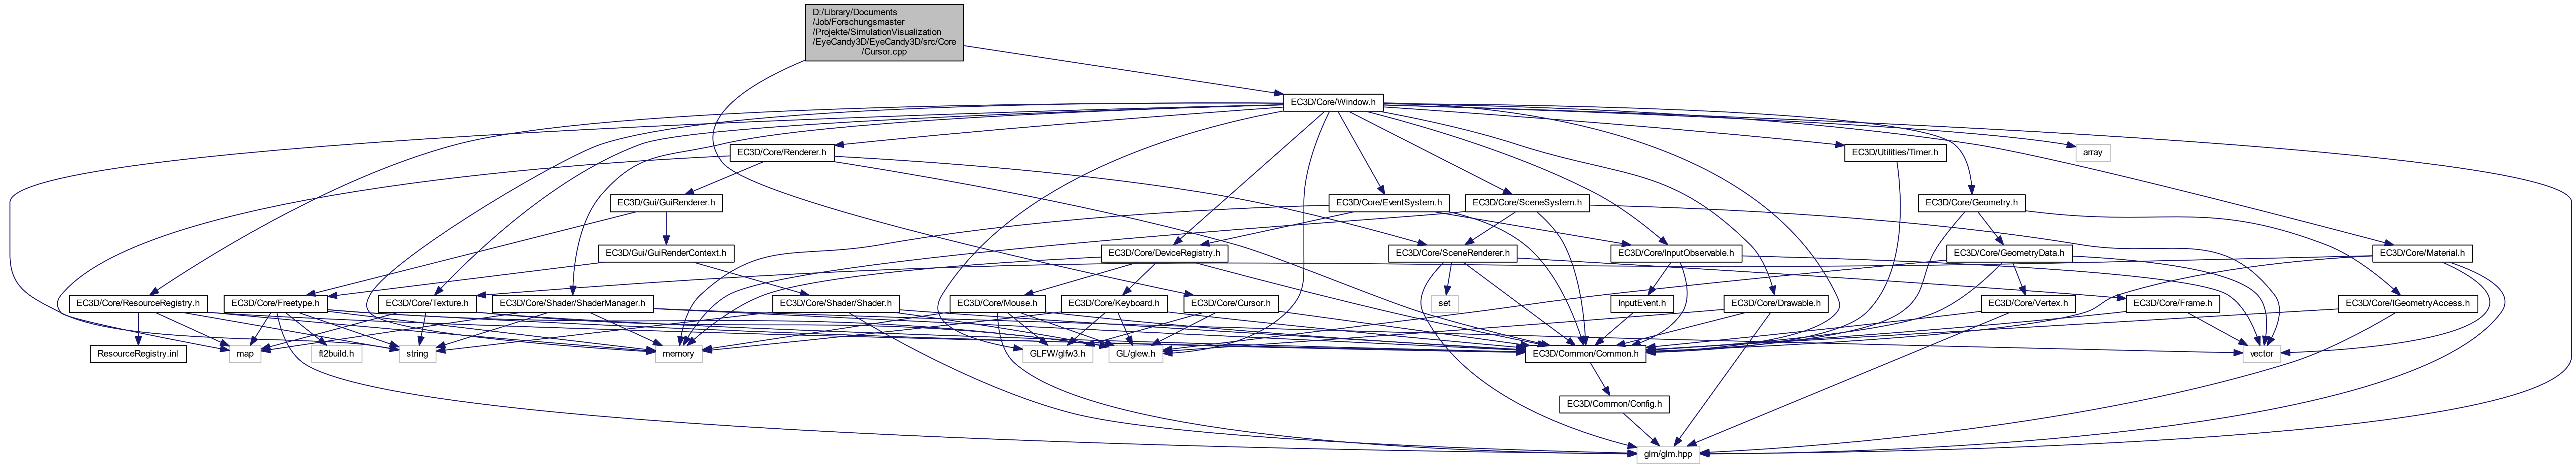 D:/Library/Documents
/Job/Forschungsmaster
/Projekte/SimulationVisualization
/EyeCandy3D/EyeCandy3D/src/Core
/Cursor.cpp
EC3D/Core/Window.h
EC3D/Core/Renderer.h
EC3D/Utilities/Timer.h
array
EC3D/Gui/GuiRenderer.h
EC3D/Core/EventSystem.h
EC3D/Core/SceneSystem.h
EC3D/Core/Geometry.h
EC3D/Gui/GuiRenderContext.h
EC3D/Core/DeviceRegistry.h
EC3D/Core/SceneRenderer.h
EC3D/Core/InputObservable.h
EC3D/Core/GeometryData.h
EC3D/Core/Material.h
EC3D/Core/ResourceRegistry.h
EC3D/Core/Freetype.h
EC3D/Core/Texture.h
EC3D/Core/Shader/ShaderManager.h
EC3D/Core/Shader/Shader.h
EC3D/Core/Mouse.h
EC3D/Core/Keyboard.h
EC3D/Core/Cursor.h
set
InputEvent.h
EC3D/Core/Drawable.h
EC3D/Core/Vertex.h
EC3D/Core/Frame.h
EC3D/Core/IGeometryAccess.h
ResourceRegistry.inl
map
ft2build.h
string
memory
GLFW/glfw3.h
GL/glew.h
EC3D/Common/Common.h
vector
EC3D/Common/Config.h
glm/glm.hpp